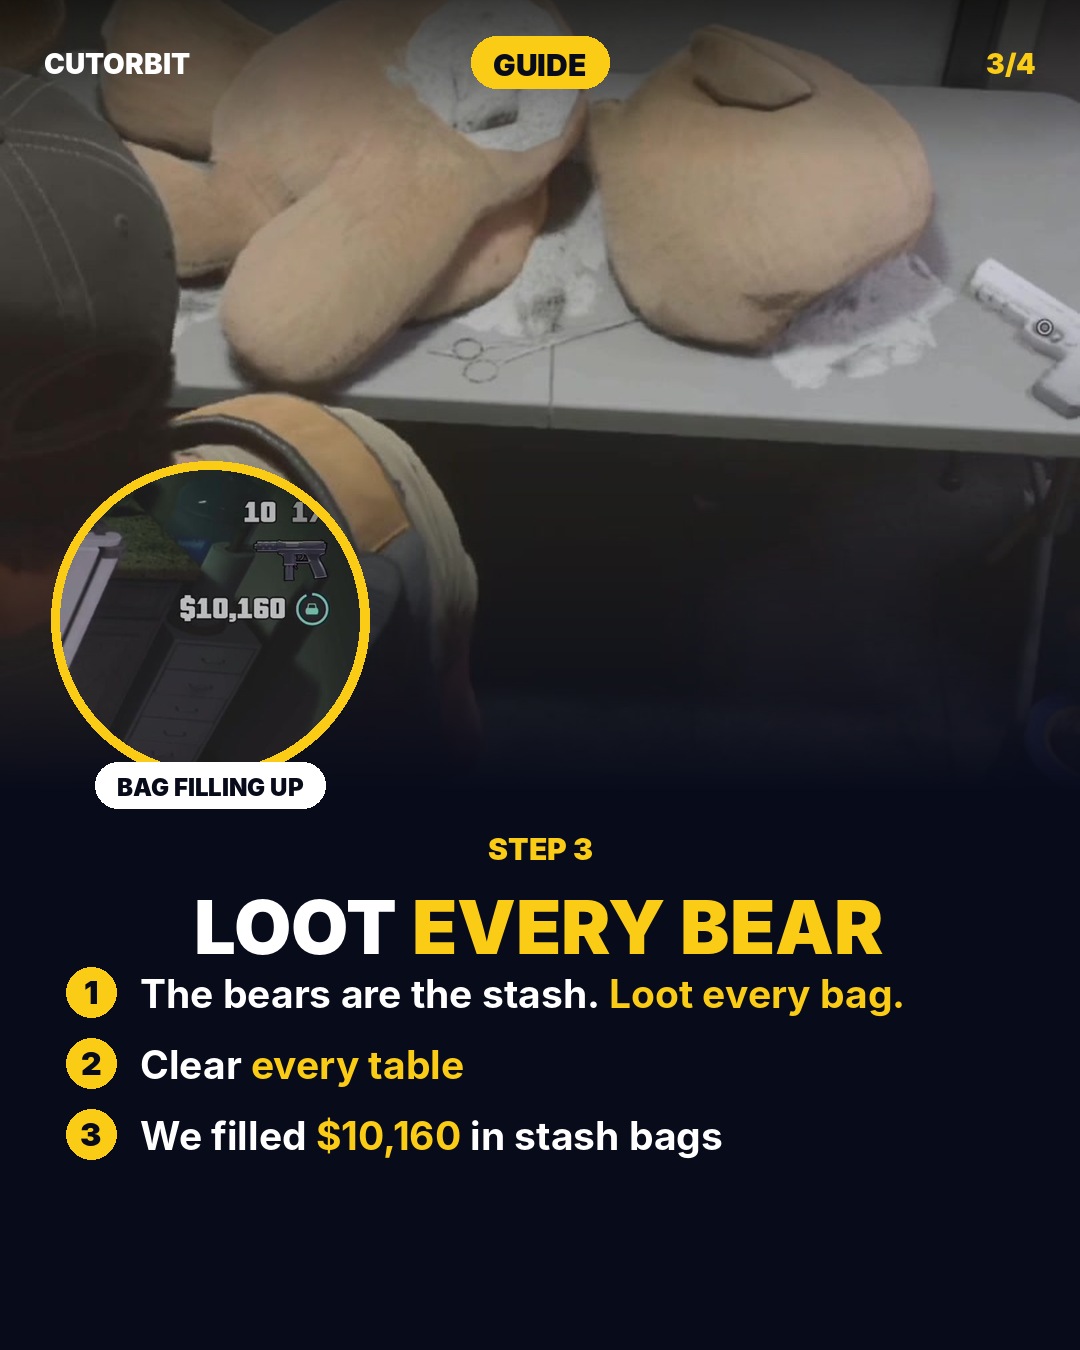 CUTORBIT
GUIDE
3/4
10
$10,160
BAG FILLING UP
STEP 3
LOOT EVERY BEAR
1 The bears are the stash. Loot every bag.
2 Clear every table
3 We filled $10,160 in stash bags